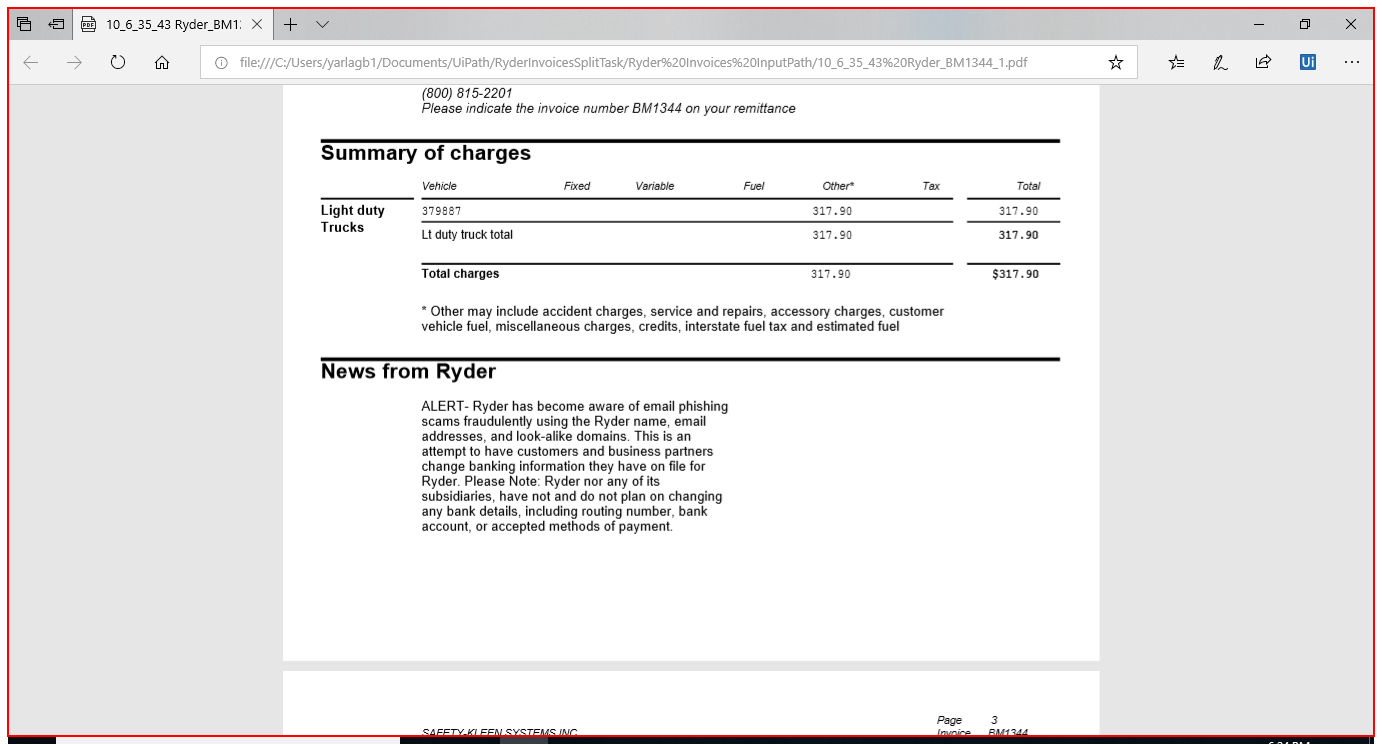 10_6_35_43 Ryder_BM1
file:///C:/Users/yarlagb1/Documents/UiPath/RyderInvoicesSplitTask/Ryder%20Invoices%20InputPath/10_6_35_43%20Ryder_BM1344_1.pdf
Ui
(800) 815-2201
Please indicate the invoice number BM1344 on your remittance
Summary of charges
Vehicle Fixed Variable Fuel Other* Tax Total
Light duty 379887 317.90 317.90
Trucks
Lt duty truck total 317.90 317.90
Total charges 317.90 $317.90
* Other may include accident charges, service and repairs, accessory charges, customer
vehicle fuel, miscellaneous charges, credits, interstate fuel tax and estimated fuel
News from Ryder
ALERT- Ryder has become aware of email phishing
scams fraudulently using the Ryder name, email
addresses, and look-alike domains. This is an
attempt to have customers and business partners
change banking information they have on file for
Ryder. Please Note: Ryder nor any of its
subsidiaries, have not and do not plan on changing
any bank details, including routing number, bank
account, or accepted methods of payment.
Page 3
SAFETY-KLEEN SYSTEMS INC
Invoice BM1344